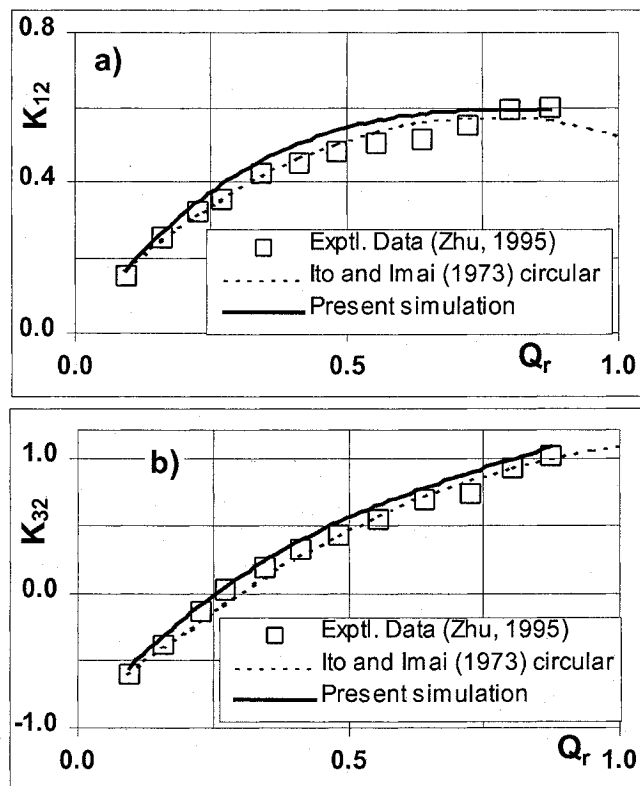 0.8
a)
K12
0.4
Exptl. Data (Zhu, 1995)
Ito and Imai (1973) circular
Present simulation
0.0
0.0 0.5 Qr 1.0
1.0
b)
K32
0.0
Exptl. Data (Zhu, 1995)
Ito and Imai (1973) circular
Present simulation
-1.0
0.0 0.5 Qr 1.0